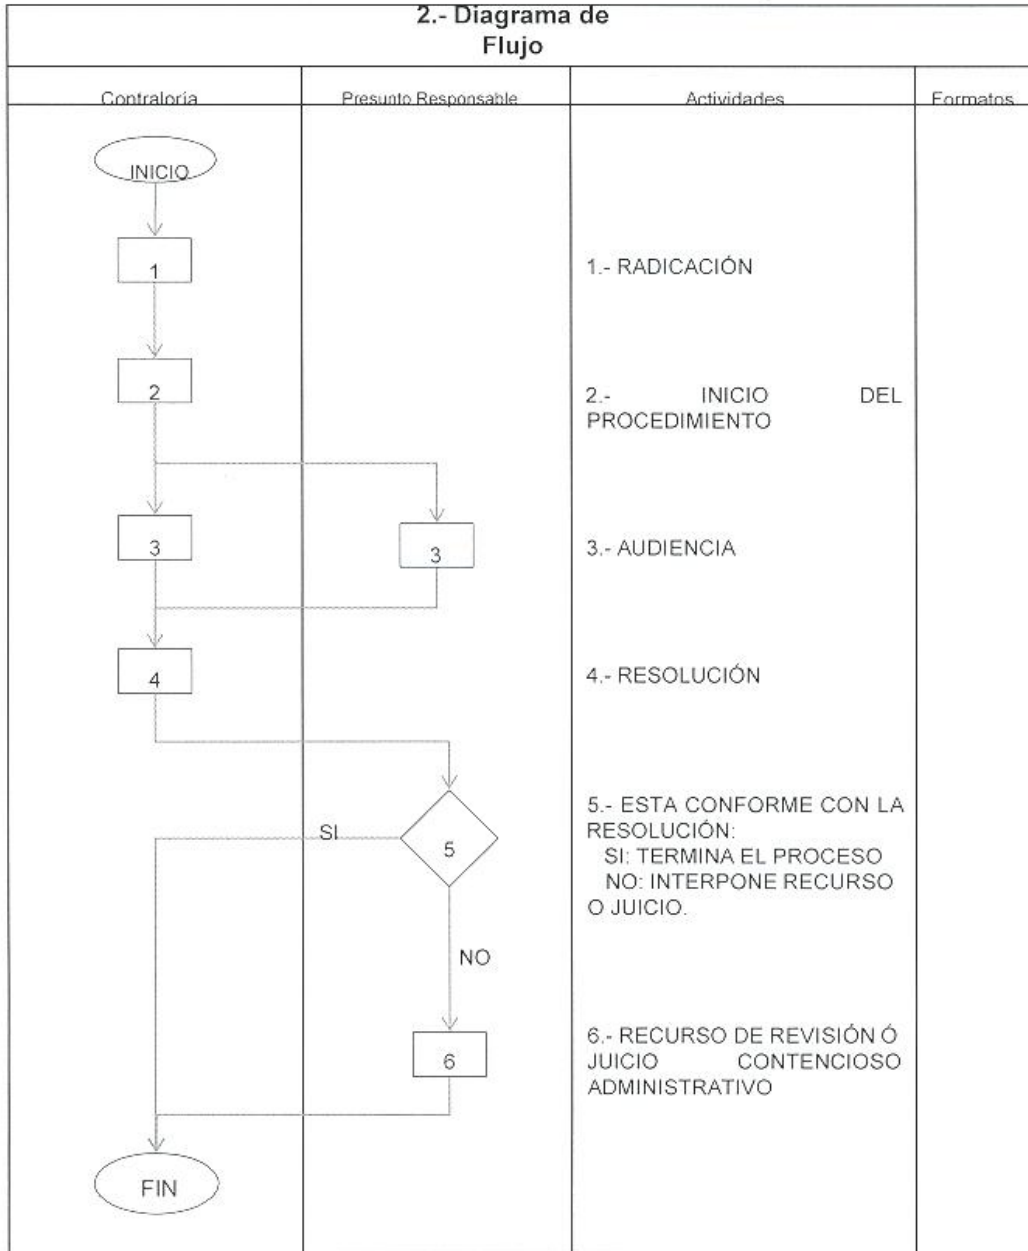 2.- Diagrama de
Flujo
Contraloría
Presunto Responsable
Actividades
Formatos
INICIO
1
1.- RADICACIÓN
2
2.- INICIO DEL
PROCEDIMIENTO
3
3
3.- AUDIENCIA
4
4.- RESOLUCIÓN
SI
5
5.- ESTA CONFORME CON LA
RESOLUCIÓN:
SI: TERMINA EL PROCESO
NO: INTERPONE RECURSO
O JUICIO.
NO
6
6.- RECURSO DE REVISIÓN Ó
JUICIO CONTENCIOSO
ADMINISTRATIVO
FIN